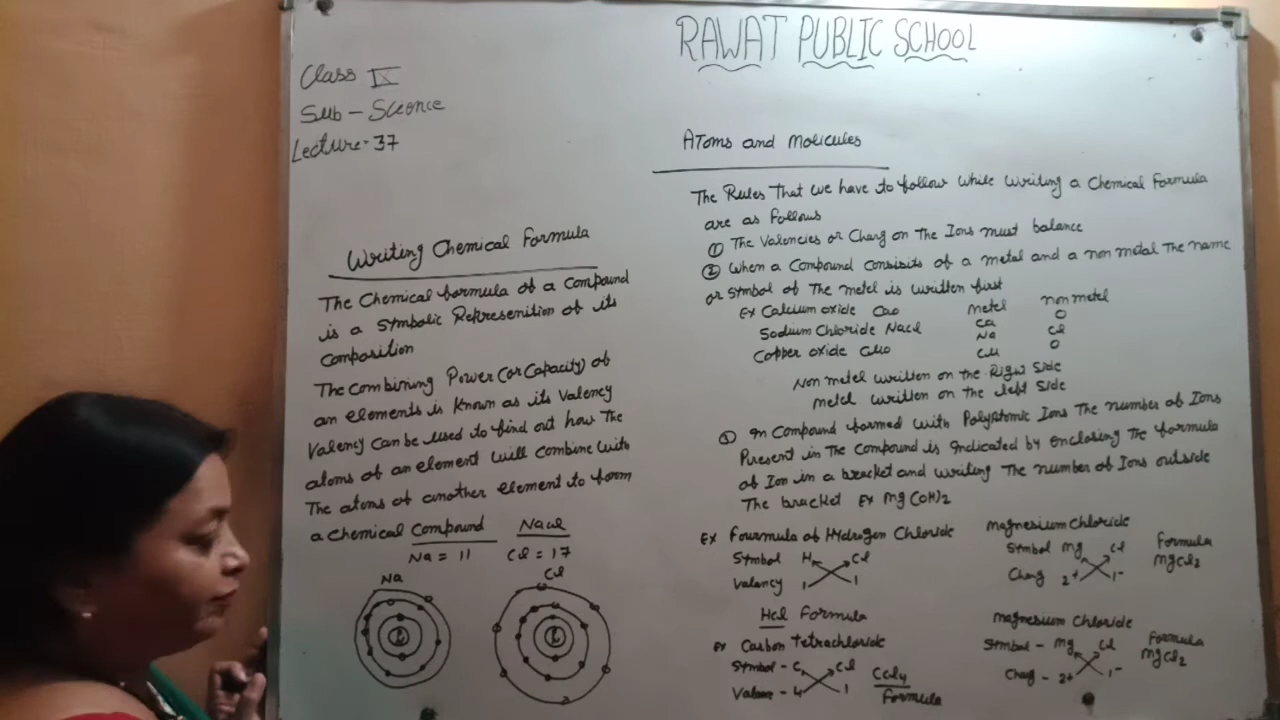 RAWAT PUBLIC SCHOOL
Class IX
Sub - Science
Lecture - 37
Writing Chemical Formula
The Chemical formula of a Compound
is a Symbolic Represenition of its
Composition
The Combining Power (or Capacity) of
an elements is Known as its Valency
Valency can be used to find out how The
atoms of an element will combine with
The atoms of another element to form
a chemical Compound NaCl
Na = 11 Cl = 17
Na Cl
Atoms and Molicules
The Rules That we have to follow while writing a Chemical Formula
are as Follows
① The Valencies or Charg on The Ions must balance
② When a Compound Consisits of a metal and a non metal The name
or Symbol of The metel is written first
Ex Calcium oxide Cao metel non metel
Ca O
Sodium Chloride Nacl Na Cl
Copper oxide Cuo Cu O
Non metel written on the Right Side
metel written on the left Side
③ In Compound formed with PolyAtomic Ions The number of Ions
Present in The Compound is Indicated by Enclosing The formula
of Ion in a bracket and writing The number of Ions outside
The bracket Ex Mg(OH)2
Ex Fourmula of Hydrogen Chloride
Symbol H Cl
Valancy 1 1
Hcl Formula
Ex Carbon Tetrachloride
Symbol - C Cl
4 1
CCl4
Formula
Magnesium Chloride
Symbol Mg Cl
Charg 2+ 1-
Formula
MgCl2
Magnesium Chloride
Symbol - Mg Cl
Charg - 2+ 1-
Formula
MgCl2